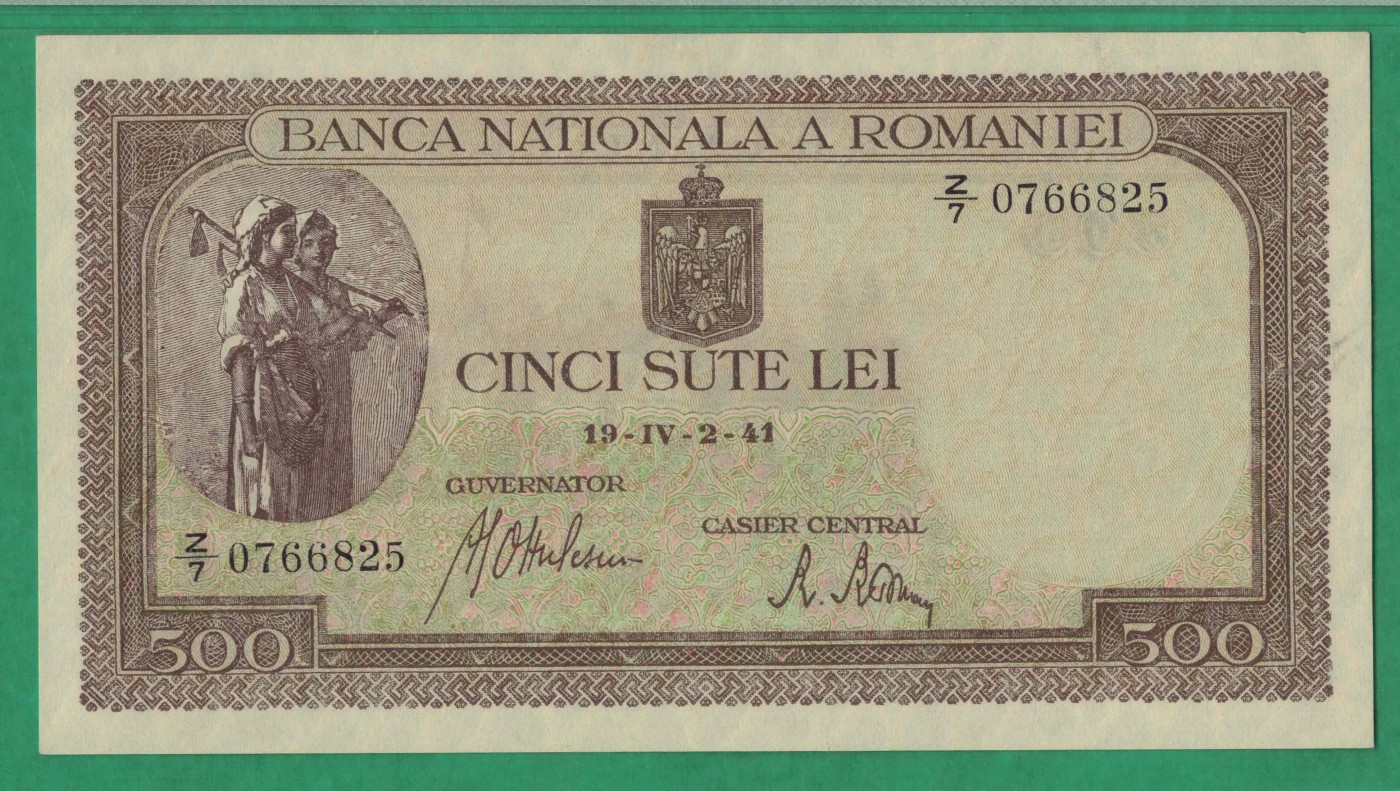 BANCA NATIONALA A ROMANIEI
Z/7 0766825
CINCI SUTE LEI
19-IV-2-41
GUVERNATOR
CASIER CENTRAL
Z/7 0766825
500
500